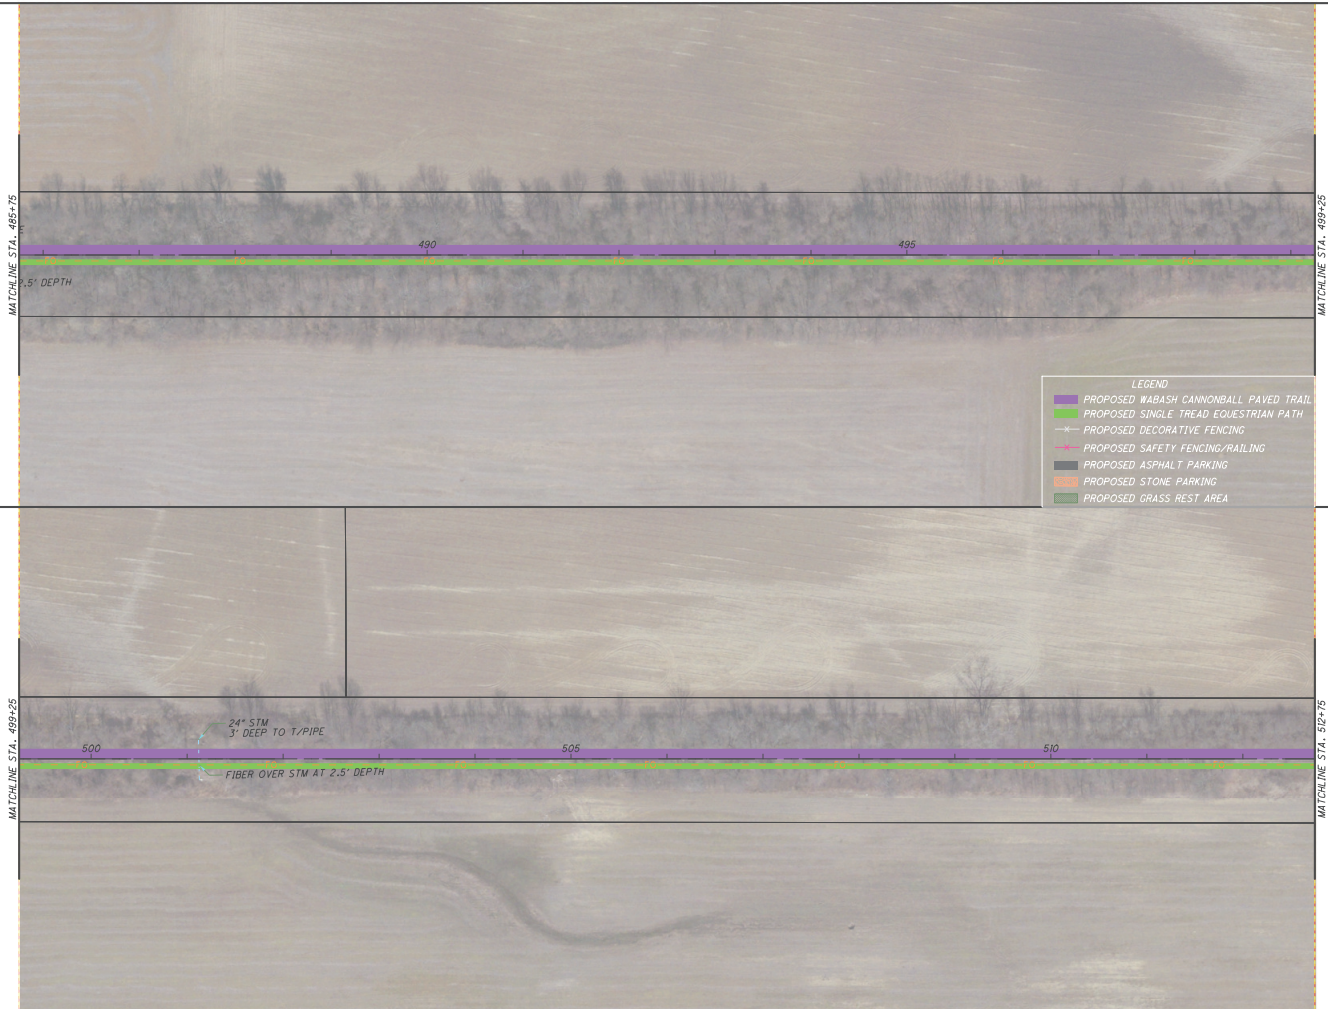 MATCHLINE STA. 485+75
490
495
MATCHLINE STA. 499+25
2.5' DEPTH
LEGEND
PROPOSED WABASH CANNONBALL PAVED TRAIL
PROPOSED SINGLE TREAD EQUESTRIAN PATH
PROPOSED DECORATIVE FENCING
PROPOSED SAFETY FENCING/RAILING
PROPOSED ASPHALT PARKING
PROPOSED STONE PARKING
PROPOSED GRASS REST AREA
MATCHLINE STA. 499+25
24" STM
3' DEEP TO T/PIPE
500
505
510
MATCHLINE STA. 512+75
FIBER OVER STM AT 2.5' DEPTH